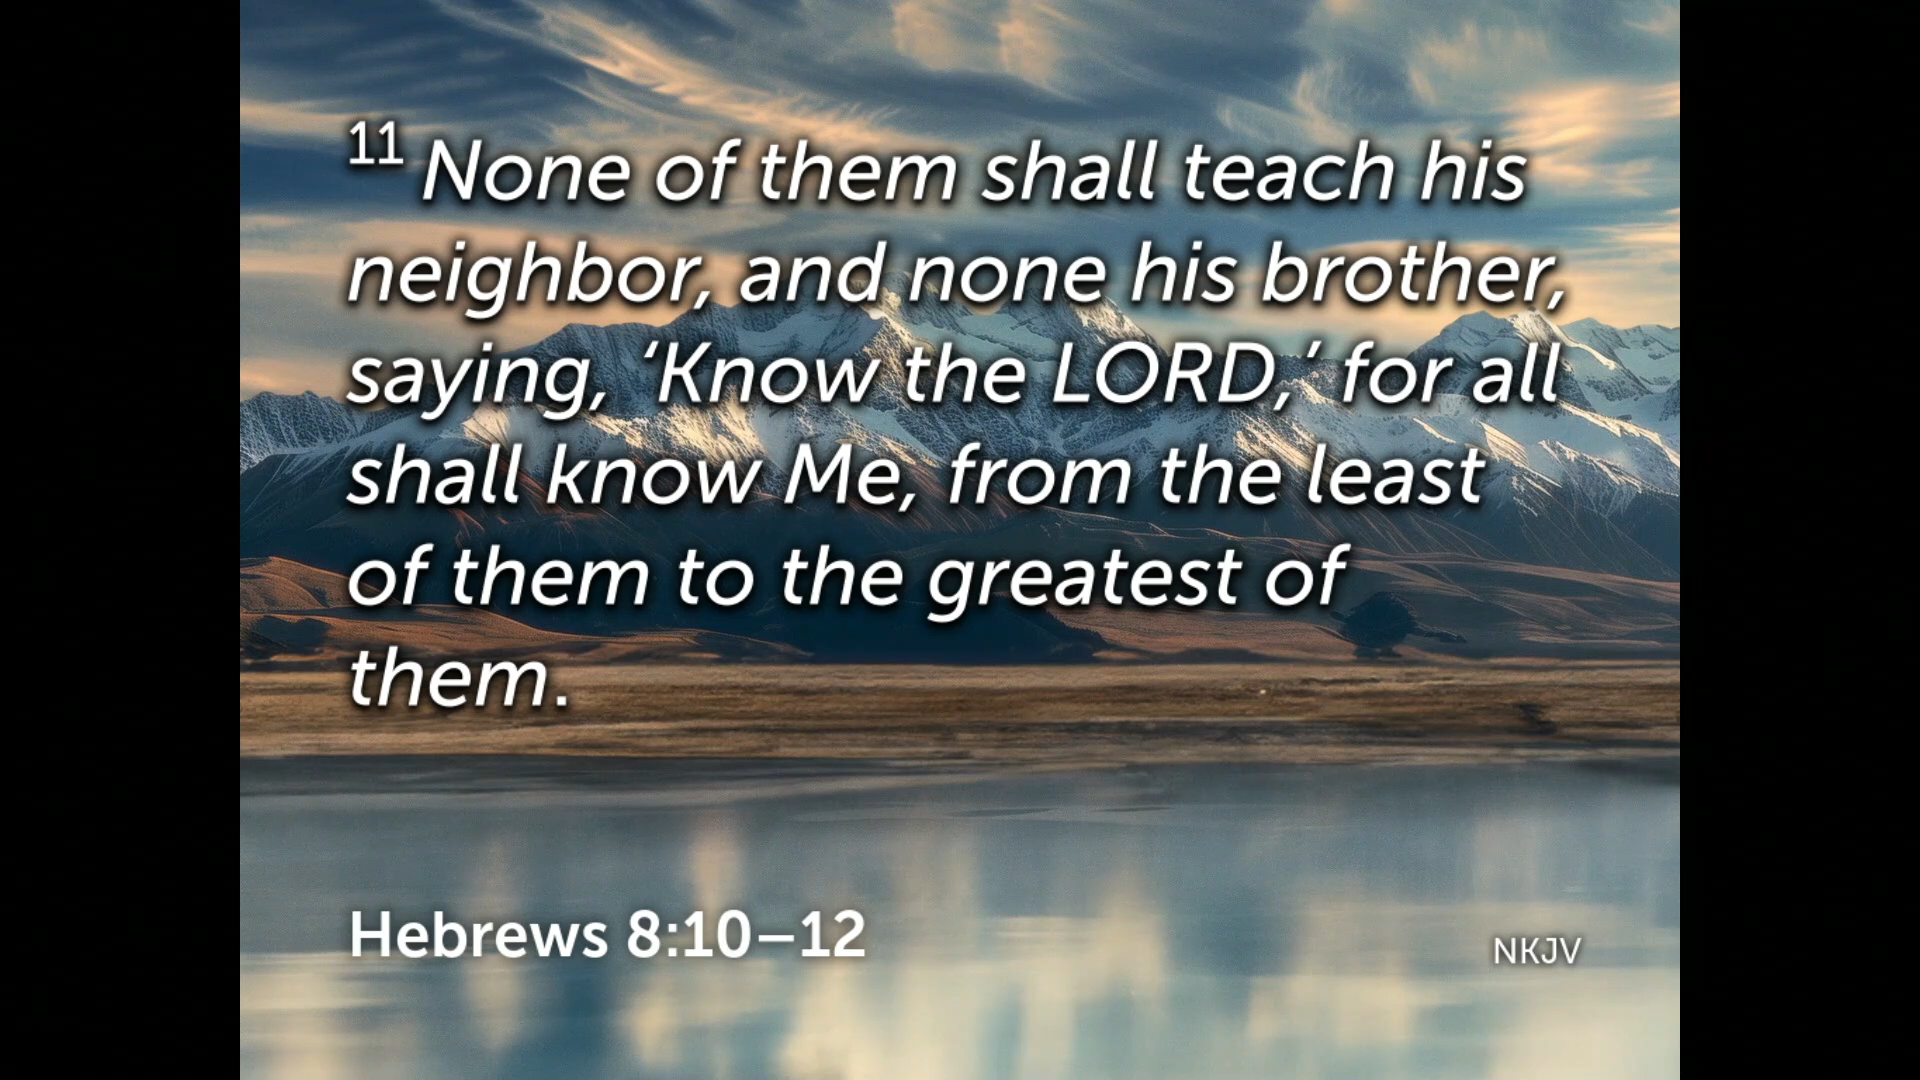 11 None of them shall teach his
neighbor, and none his brother,
saying, ‘Know the LORD,’ for all
shall know Me, from the least
of them to the greatest of
them.
Hebrews 8:10–12
NKJV